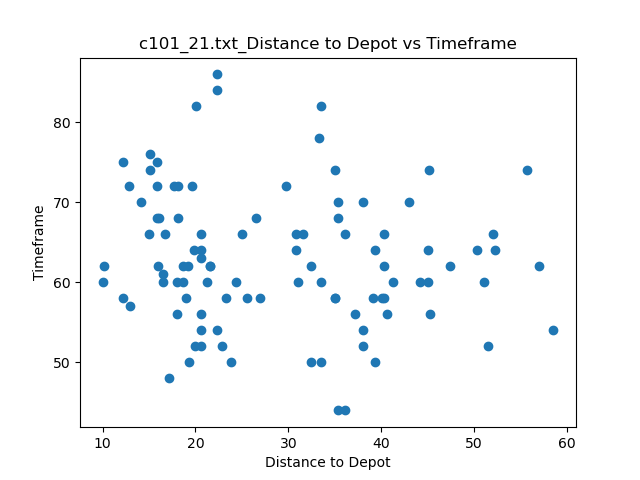 c101_21.txt_Distance to Depot vs Timeframe
80
70
60
50
Timeframe
10 20 30 40 50 60
Distance to Depot